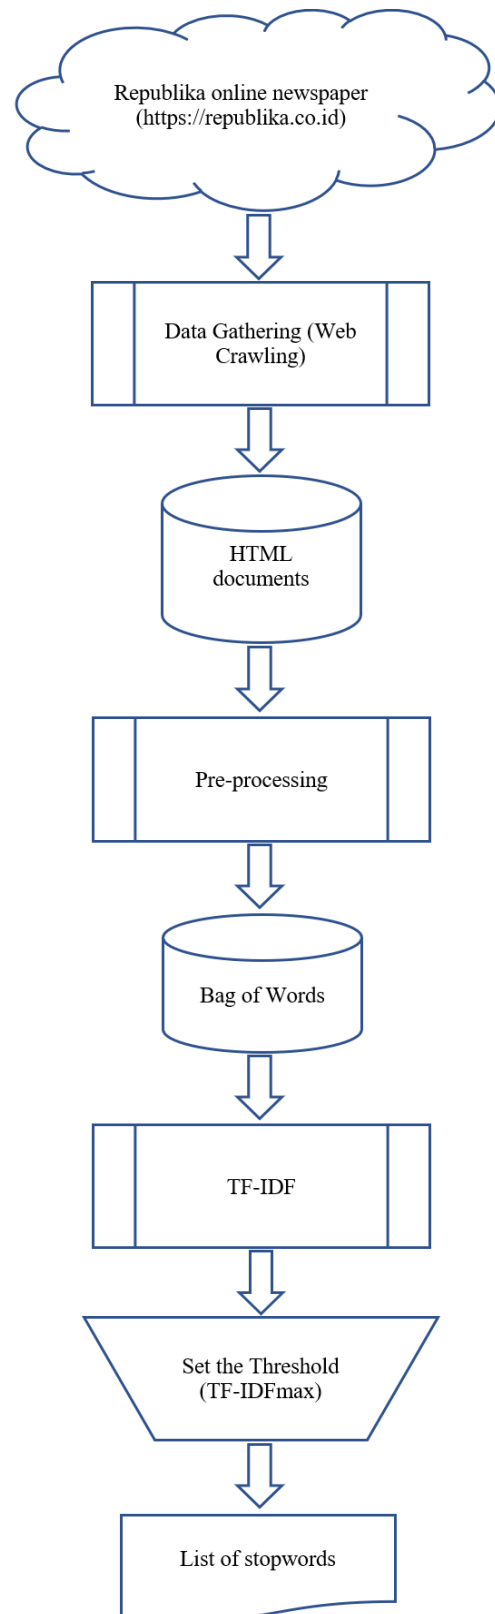 Republika online newspaper
(https://republika.co.id)
Data Gathering (Web
Crawling)
HTML
documents
Pre-processing
Bag of Words
TF-IDF
Set the Threshold
(TF-IDFmax)
List of stopwords